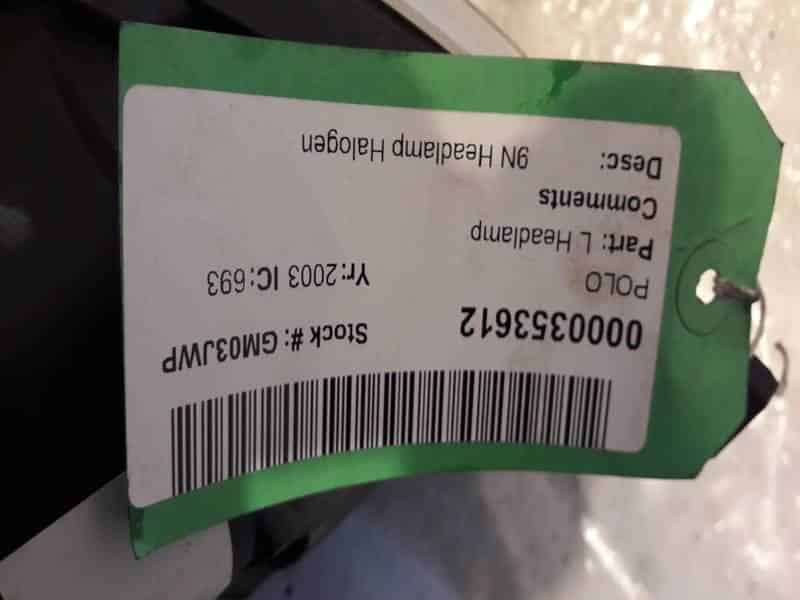 0000353612 Stock #: GM03JWP
POLO Yr:2003 IC:693
Part: L Headlamp
Comments
Desc: 9N Headlamp Halogen